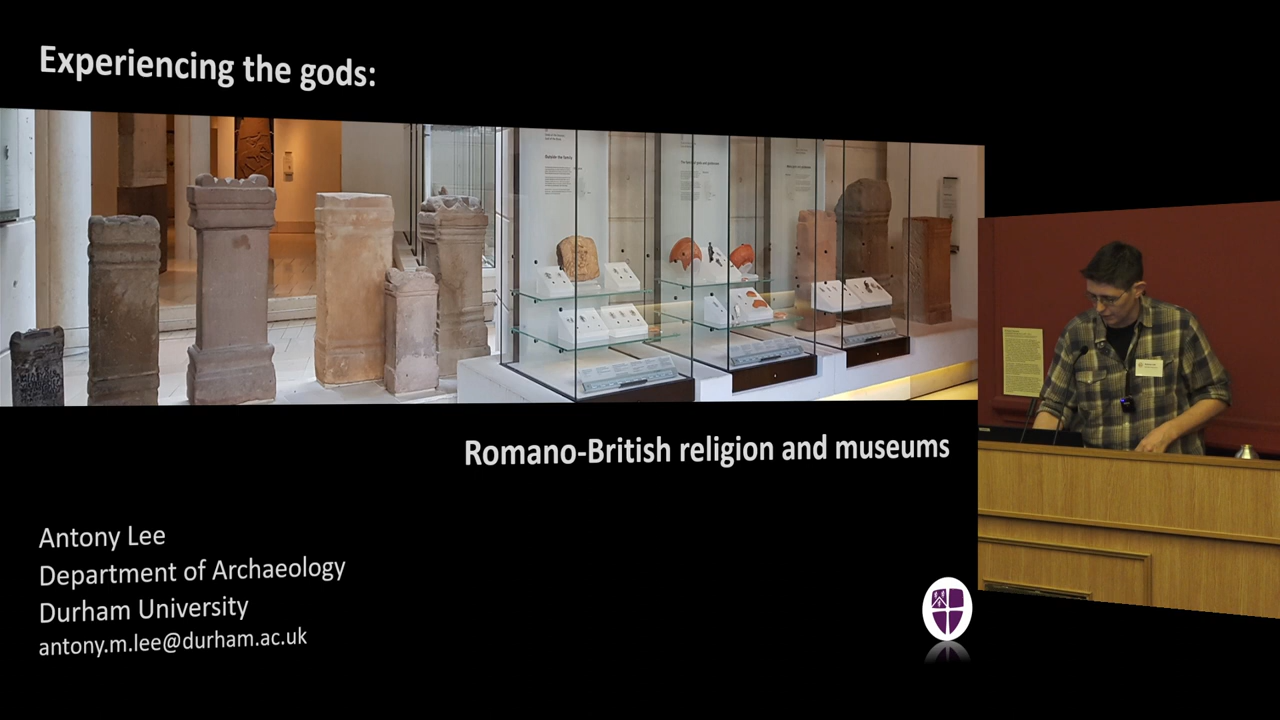 Experiencing the gods:
Romano-British religion and museums
Antony Lee
Department of Archaeology
Durham University
antony.m.lee@durham.ac.uk